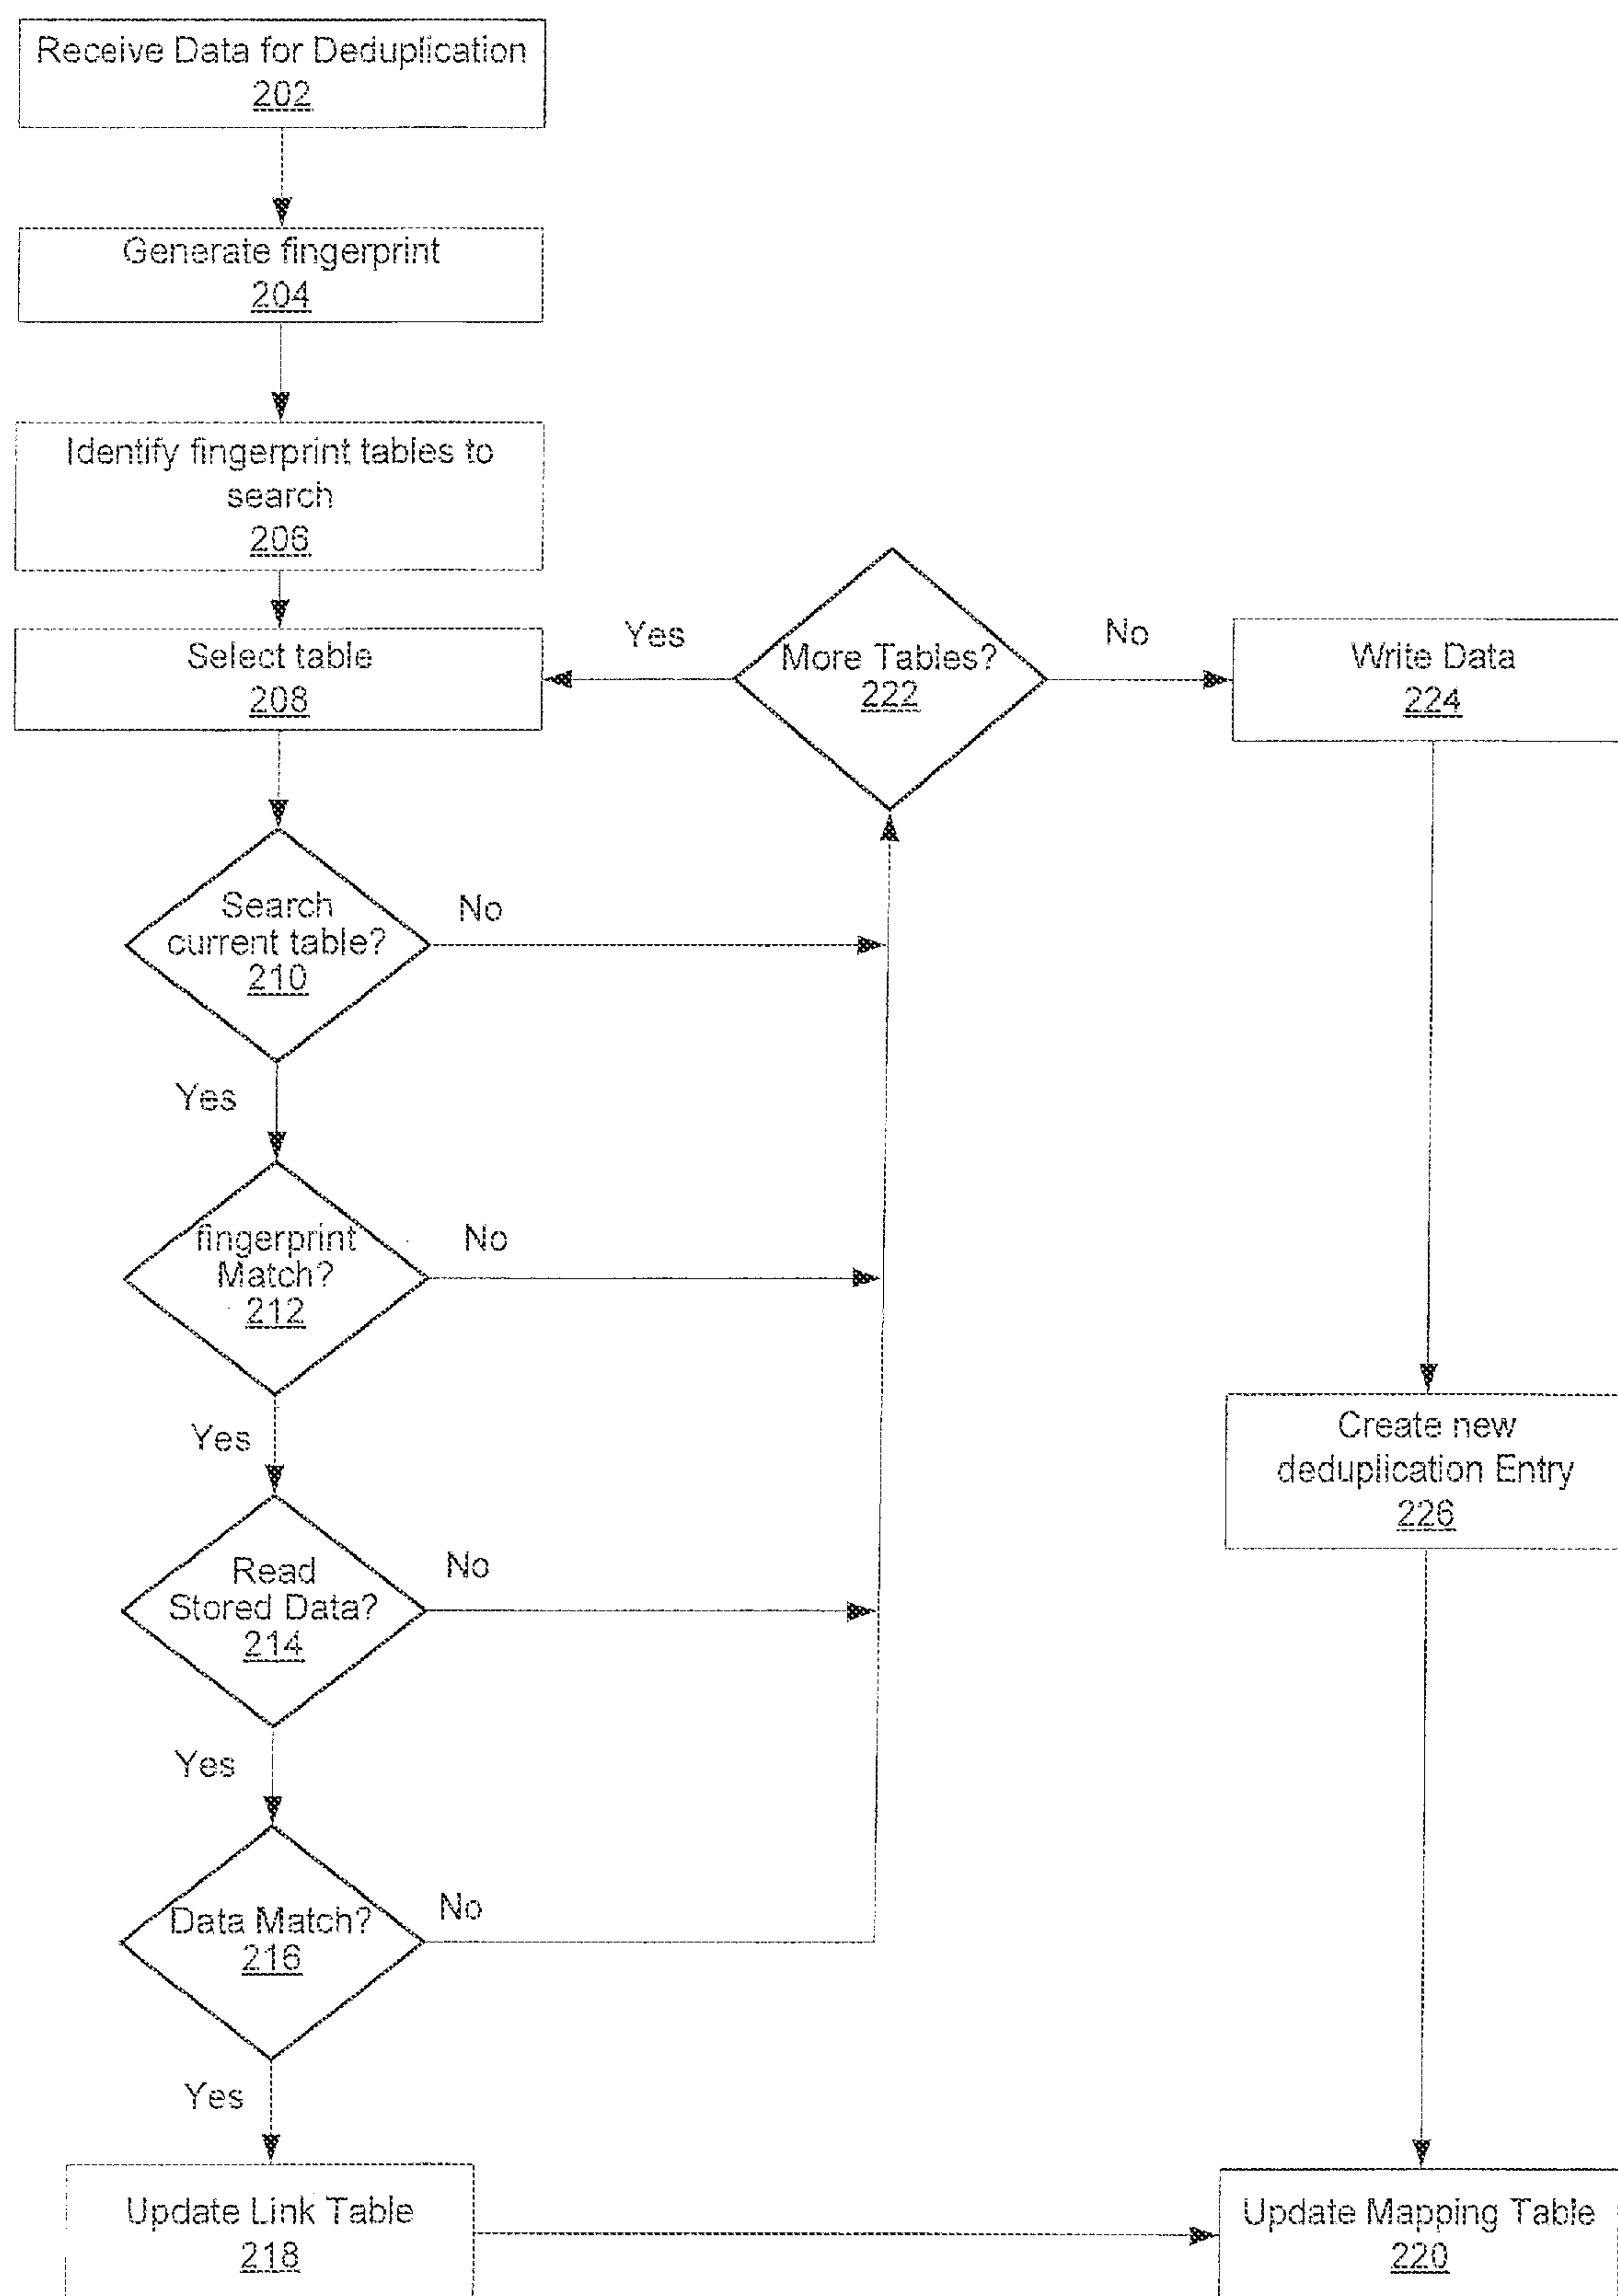 Receive Data for Deduplication
202
Generate fingerprint
204
Identify fingerprint tables to
search
206
Select table
208
Yes
More Tables?
222
No
Write Data
224
Search
current table?
210
No
Yes
fingerprint
Match?
212
No
Yes
Create new
deduplication Entry
226
Read
Stored Data?
214
No
Yes
Data Match?
216
No
Yes
Update Link Table
218
Update Mapping Table
220